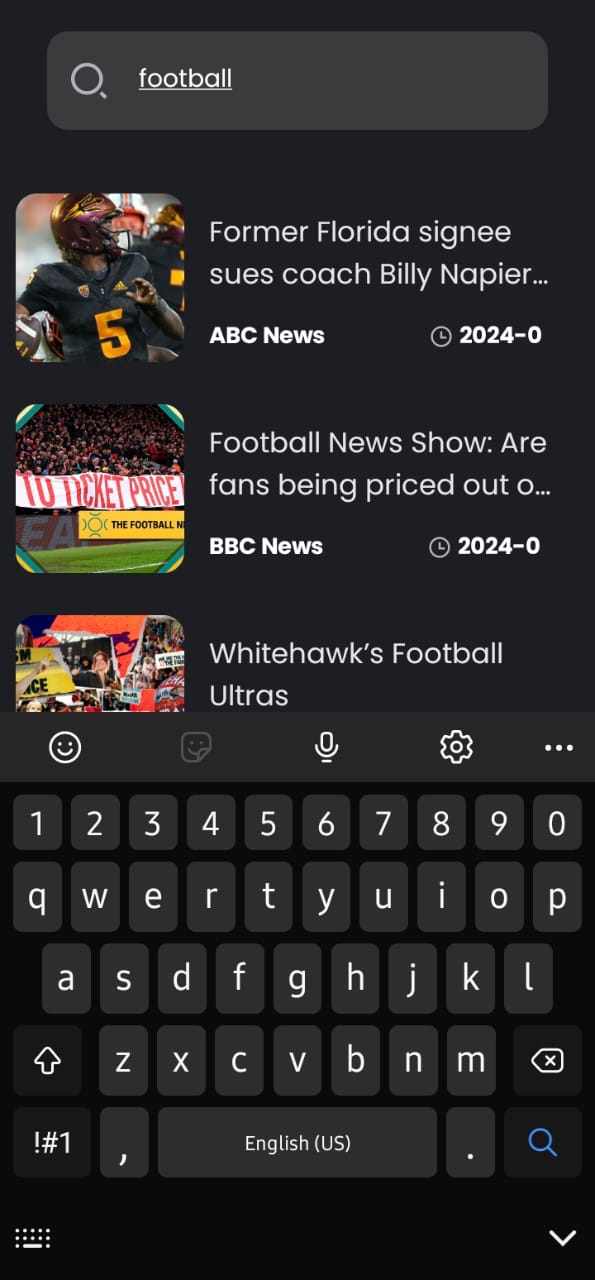 football
Former Florida signee
sues coach Billy Napier...
ABC News
2024-0
5
Football News Show: Are
fans being priced out o...
BBC News
2024-0
TO TICKET PRICE
THE FOOTBALL N
Whitehawk’s Football
Ultras
1 2 3 4 5 6 7 8 9 0
q w e r t y u i o p
a s d f g h j k l
z x c v b n m
!#1 , English (US) .